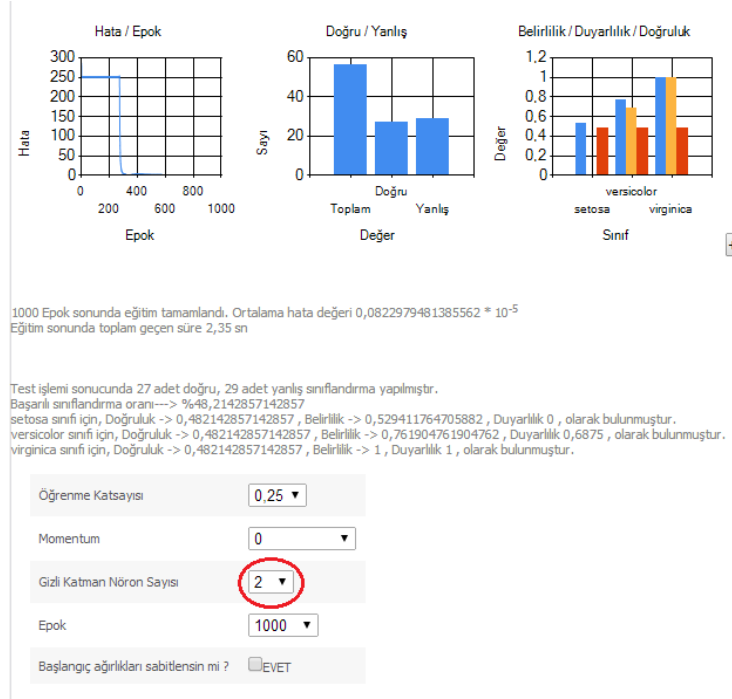 Hata / Epok
300
250
200
150
100
50
0
Hata
0 400 800
200 600 1000
Epok
Doğru / Yanlış
60
40
20
0
Sayı
Doğru
Toplam Yanlış
Değer
Belirlilik / Duyarlılık / Doğruluk
1,2
1
0,8
0,6
0,4
0,2
0
Değer
versicolor
setosa virginica
Sınıf
1000 Epok sonunda eğitim tamamlandı. Ortalama hata değeri 0,0822979481385562 * 10-5
Eğitim sonunda toplam geçen süre 2,35 sn
Test işlemi sonucunda 27 adet doğru, 29 adet yanlış sınıflandırma yapılmıştır.
Başarılı sınıflandırma oranı---> %48,2142857142857
setosa sınıfı için, Doğruluk -> 0,482142857142857 , Belirlilik -> 0,529411764705882 , Duyarlılık 0 , olarak bulunmuştur.
versicolor sınıfı için, Doğruluk -> 0,482142857142857 , Belirlilik -> 0,761904761904762 , Duyarlılık 0,6875 , olarak bulunmuştur.
virginica sınıfı için, Doğruluk -> 0,482142857142857 , Belirlilik -> 1 , Duyarlılık 1 , olarak bulunmuştur.
Öğrenme Katsayısı 0,25
Momentum 0
Gizli Katman Nöron Sayısı 2
Epok 1000
Başlangıç ağırlıkları sabitlensin mi ? EVET